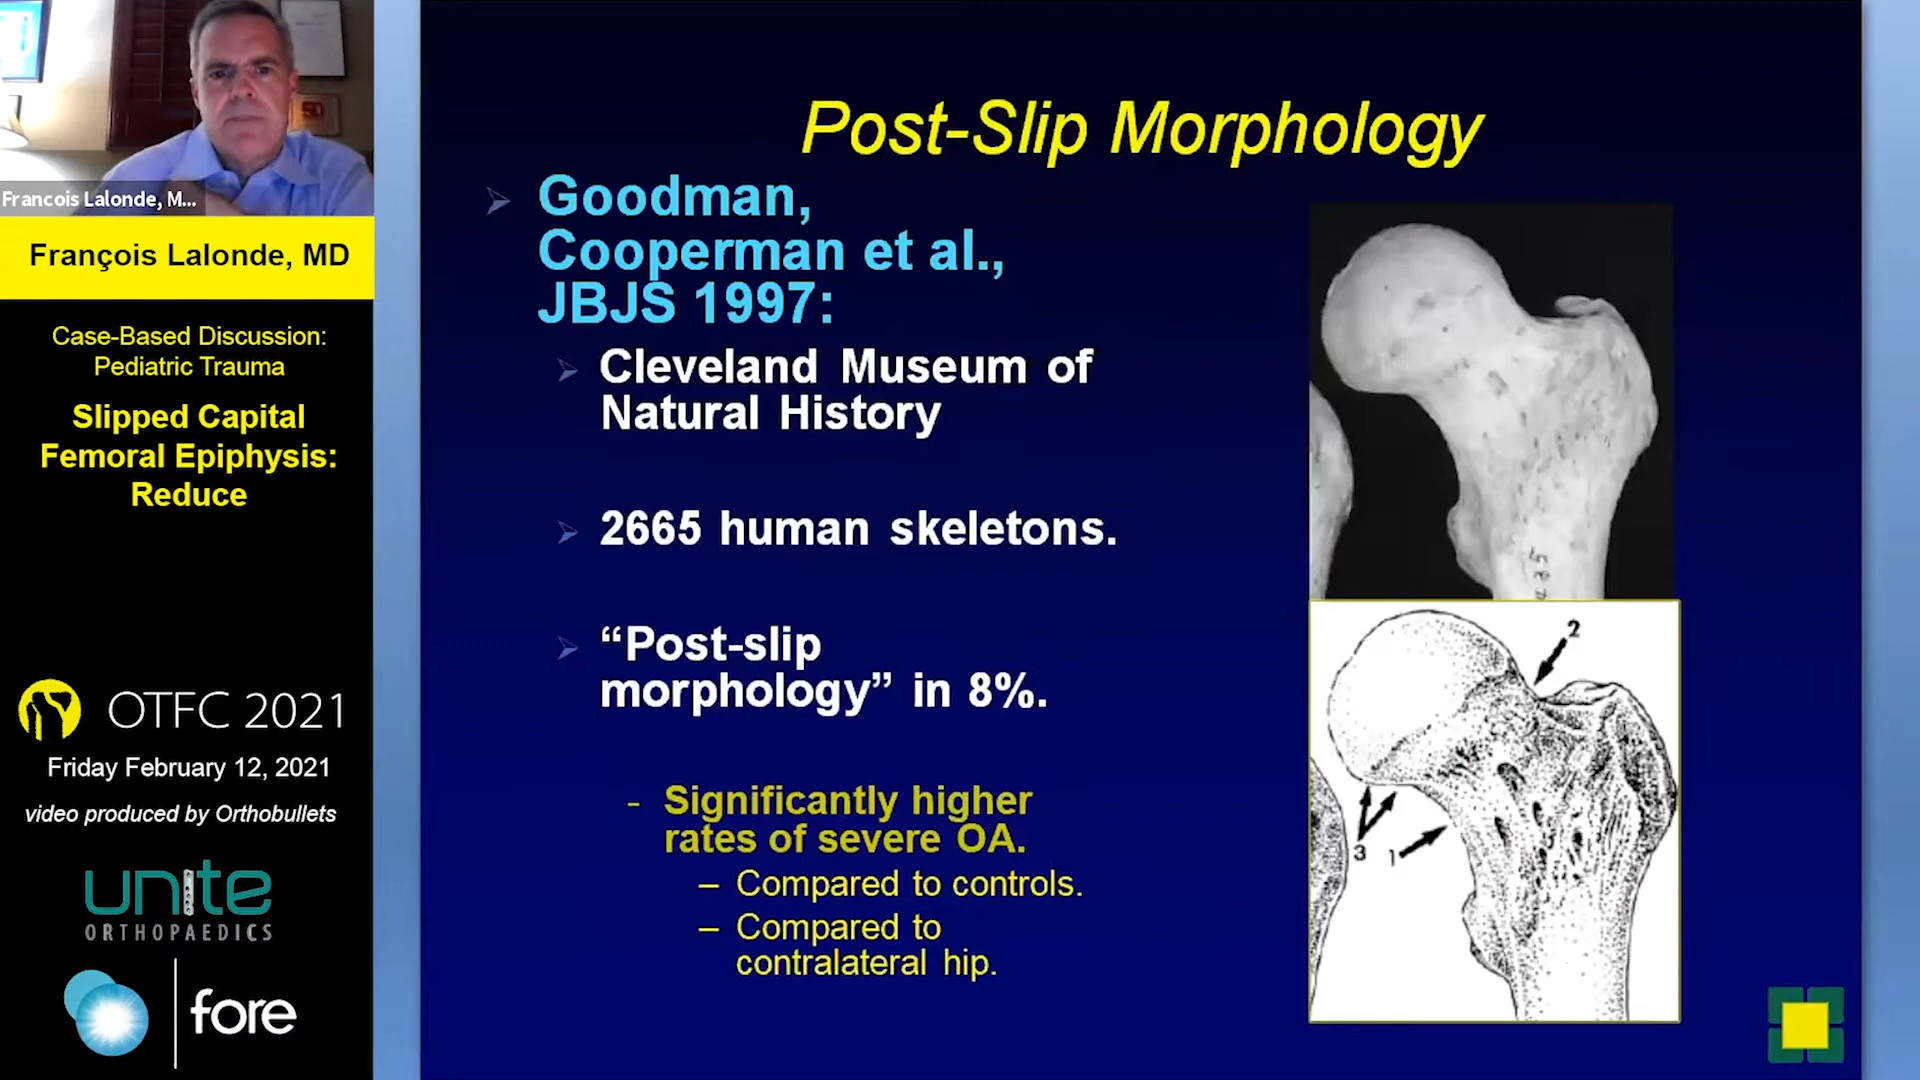 Francois Lalonde, M...
François Lalonde, MD
Case-Based Discussion:
Pediatric Trauma
Slipped Capital
Femoral Epiphysis:
Reduce
OTFC 2021
Friday February 12, 2021
video produced by Orthobullets
unite
ORTHOPAEDICS
fore
Post-Slip Morphology
Goodman,
Cooperman et al.,
JBJS 1997:
Cleveland Museum of
Natural History
2665 human skeletons.
“Post-slip
morphology” in 8%.
- Significantly higher
rates of severe OA.
– Compared to controls.
– Compared to
contralateral hip.
2
3
1